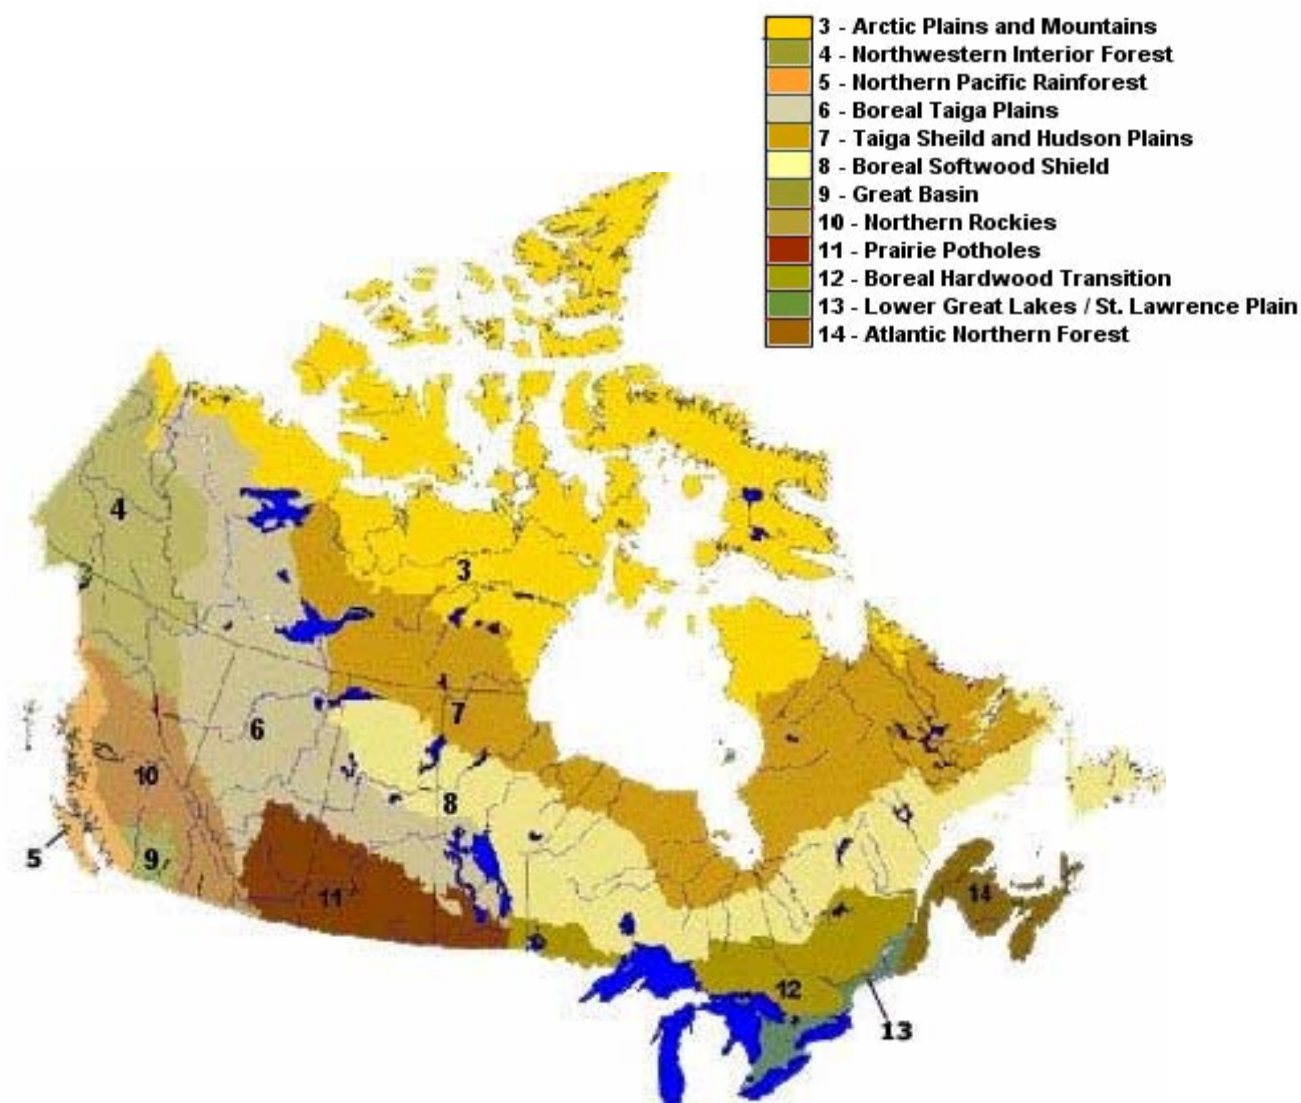 3 - Arctic Plains and Mountains
4 - Northwestern Interior Forest
5 - Northern Pacific Rainforest
6 - Boreal Taiga Plains
7 - Taiga Sheild and Hudson Plains
8 - Boreal Softwood Shield
9 - Great Basin
10 - Northern Rockies
11 - Prairie Potholes
12 - Boreal Hardwood Transition
13 - Lower Great Lakes / St. Lawrence Plain
14 - Atlantic Northern Forest
4
3
7
6
10
8
5
9
11
14
12
13